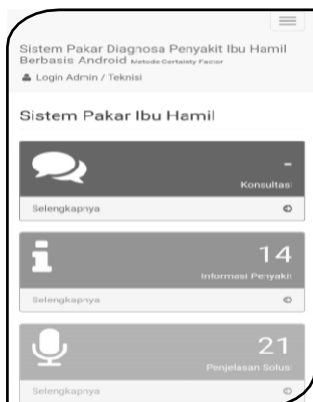 Sistem Pakar Diagnosa Penyakit Ibu Hamil
Berbasis Android Metode Certainty Factor
Login Admin / Teknisi
Sistem Pakar Ibu Hamil
-
Konsultasi
Selengkapnya
14
Informasi Penyakit
Selengkapnya
21
Penjelasan Solusi
Selengkapnya